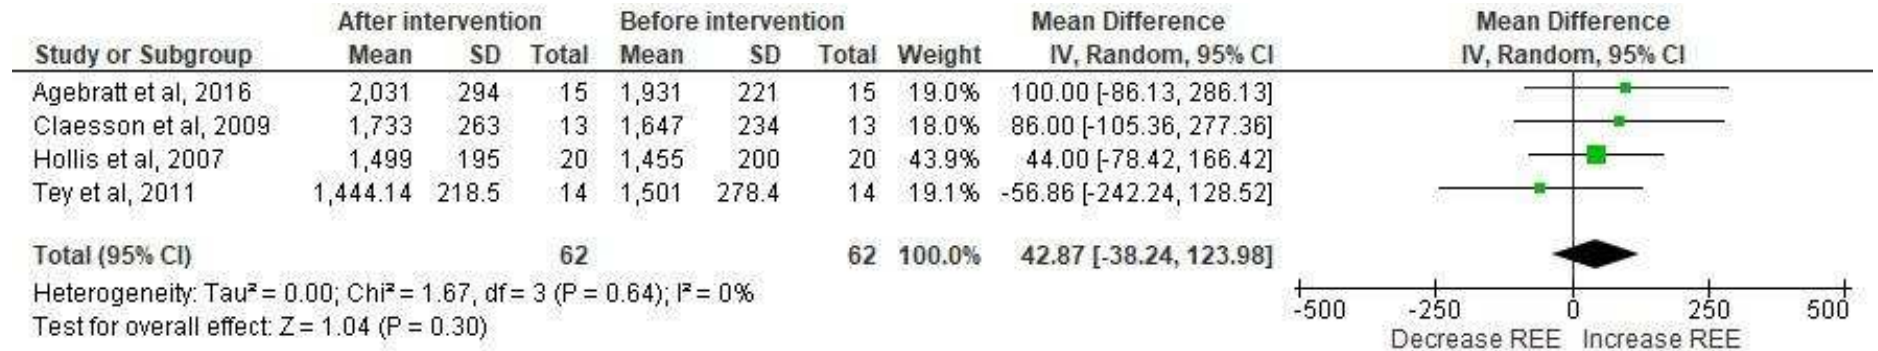 After intervention Before intervention Mean Difference Mean Difference
Study or Subgroup Mean SD Total Mean SD Total Weight IV, Random, 95% CI IV, Random, 95% CI
Agebratt et al, 2016 2,031 294 15 1,931 221 15 19.0% 100.00 [-86.13, 286.13]
Claesson et al, 2009 1,733 263 13 1,647 234 13 18.0% 86.00 [-105.36, 277.36]
Hollis et al, 2007 1,499 195 20 1,455 200 20 43.9% 44.00 [-78.42, 166.42]
Tey et al, 2011 1,444.14 218.5 14 1,501 278.4 14 19.1% -56.86 [-242.24, 128.52]
Total (95% CI) 62 62 100.0% 42.87 [-38.24, 123.98]
Heterogeneity: Tau² = 0.00; Chi² = 1.67, df = 3 (P = 0.64); I² = 0%
Test for overall effect: Z = 1.04 (P = 0.30)
-500 -250 0 250 500
Decrease REE Increase REE